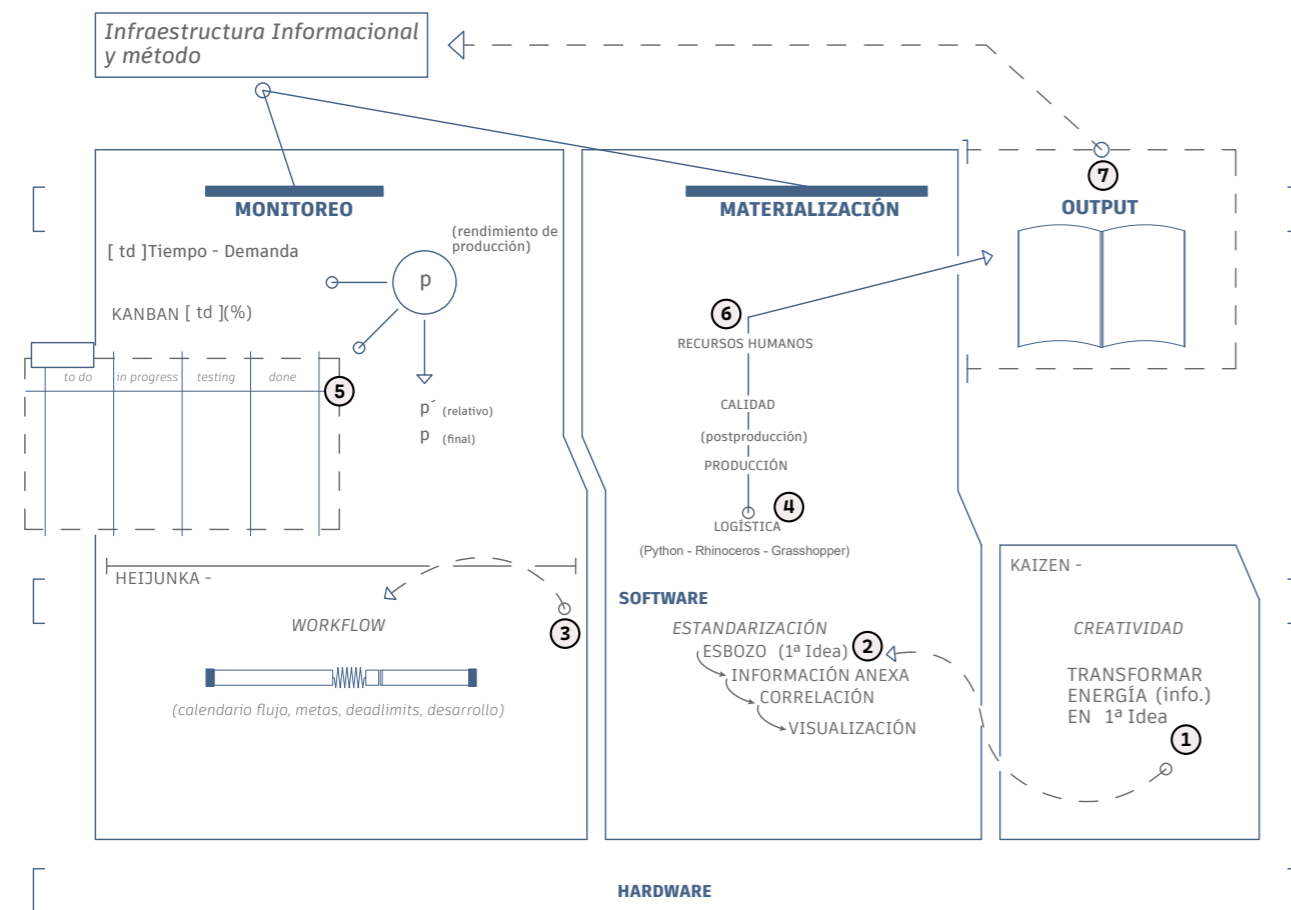 Infraestructura Informacional
y método
MONITOREO
[ td ]Tiempo - Demanda
(rendimiento de
producción)
p
KANBAN [ td ](%)
to do
in progress
testing
done
5
p´ (relativo)
p (final)
HEIJUNKA -
3
WORKFLOW
(calendario flujo, metas, deadlimits, desarrollo)
MATERIALIZACIÓN
6
RECURSOS HUMANOS
CALIDAD
(postproducción)
PRODUCCIÓN
4
LOGÍSTICA
(Python - Rhinoceros - Grasshopper)
SOFTWARE
ESTANDARIZACIÓN
ESBOZO (1ª Idea) 2
INFORMACIÓN ANEXA
CORRELACIÓN
VISUALIZACIÓN
7
OUTPUT
KAIZEN -
CREATIVIDAD
TRANSFORMAR
ENERGÍA (info.)
EN 1ª Idea
1
HARDWARE